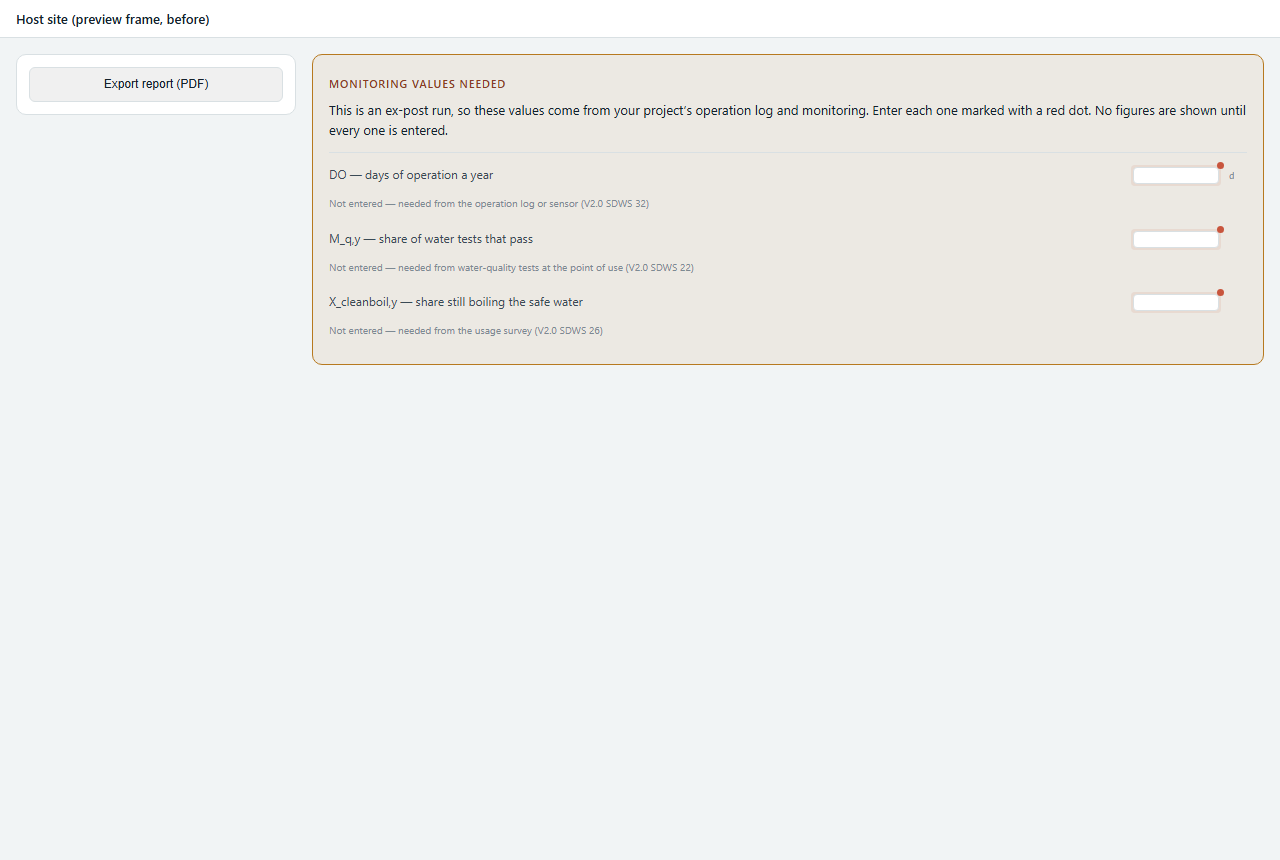 Host site (preview frame, before)
Export report (PDF)
MONITORING VALUES NEEDED
This is an ex-post run, so these values come from your project's operation log and monitoring. Enter each one marked with a red dot. No figures are shown until
every one is entered.
DO — days of operation a year
d
Not entered — needed from the operation log or sensor (V2.0 SDWS 32)
M_q,y — share of water tests that pass
Not entered — needed from water-quality tests at the point of use (V2.0 SDWS 22)
X_cleanboil,y — share still boiling the safe water
Not entered — needed from the usage survey (V2.0 SDWS 26)